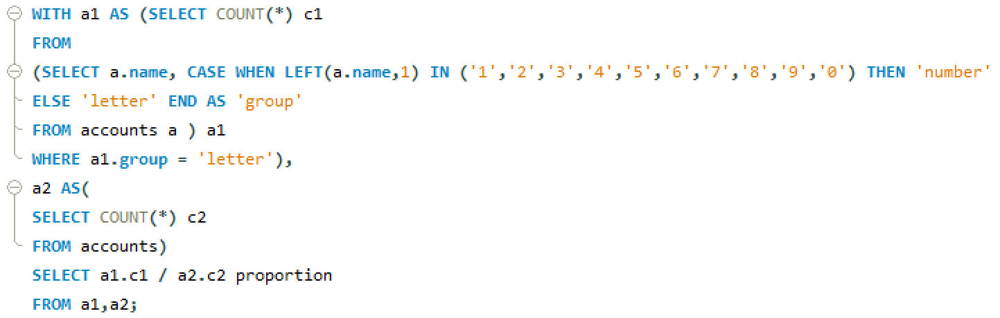 WITH a1 AS (SELECT COUNT(*) c1
FROM
(SELECT a.name, CASE WHEN LEFT(a.name,1) IN ('1','2','3','4','5','6','7','8','9','0') THEN 'number'
ELSE 'letter' END AS 'group'
FROM accounts a ) a1
WHERE a1.group = 'letter'),
a2 AS(
SELECT COUNT(*) c2
FROM accounts)
SELECT a1.c1 / a2.c2 proportion
FROM a1,a2;